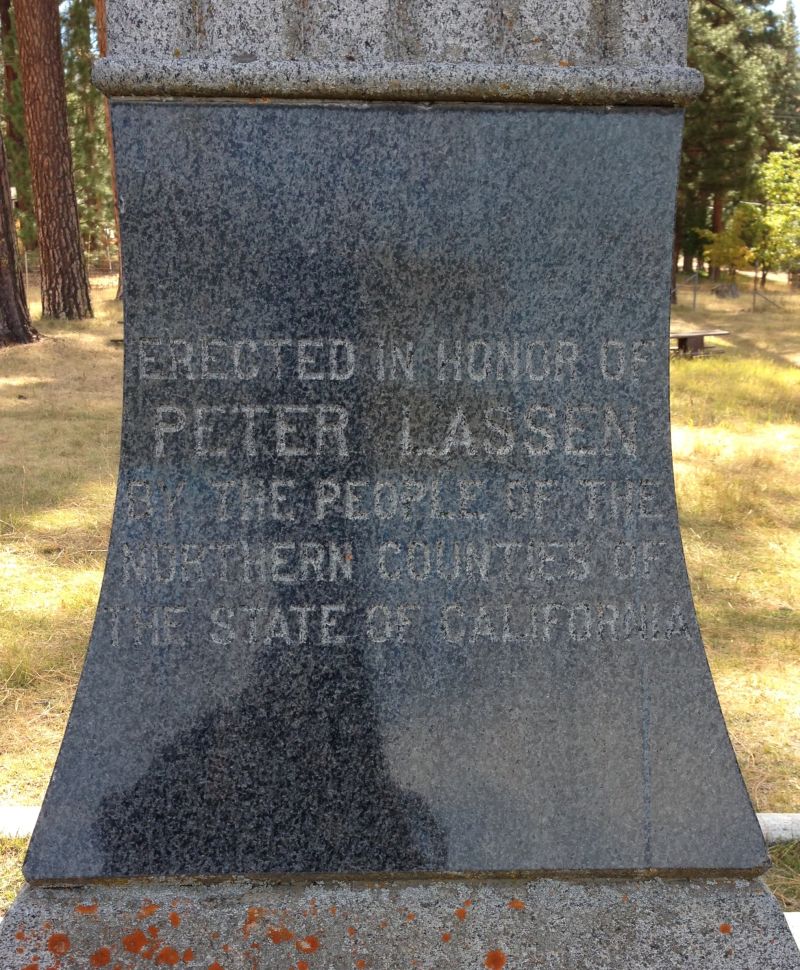 ERECTED IN HONOR OF
PETER LASSEN
BY THE PEOPLE OF THE
NORTHERN COUNTIES OF
THE STATE OF CALIFORNIA